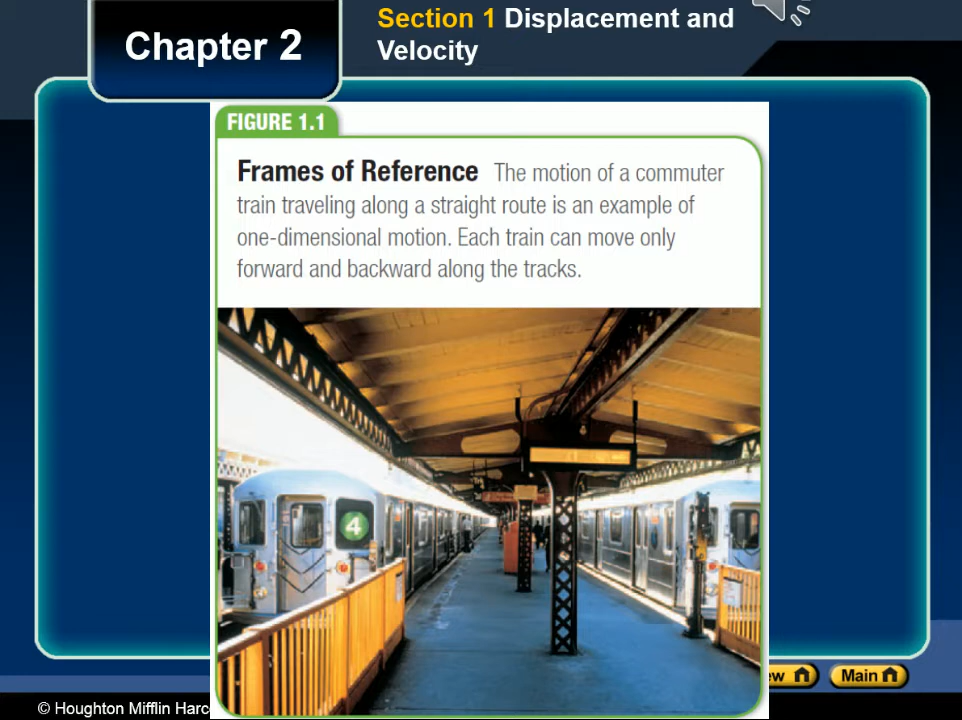 Chapter 2
Section 1 Displacement and
Velocity
FIGURE 1.1
Frames of Reference The motion of a commuter
train traveling along a straight route is an example of
one-dimensional motion. Each train can move only
forward and backward along the tracks.
4
ew
Main
© Houghton Mifflin Harc